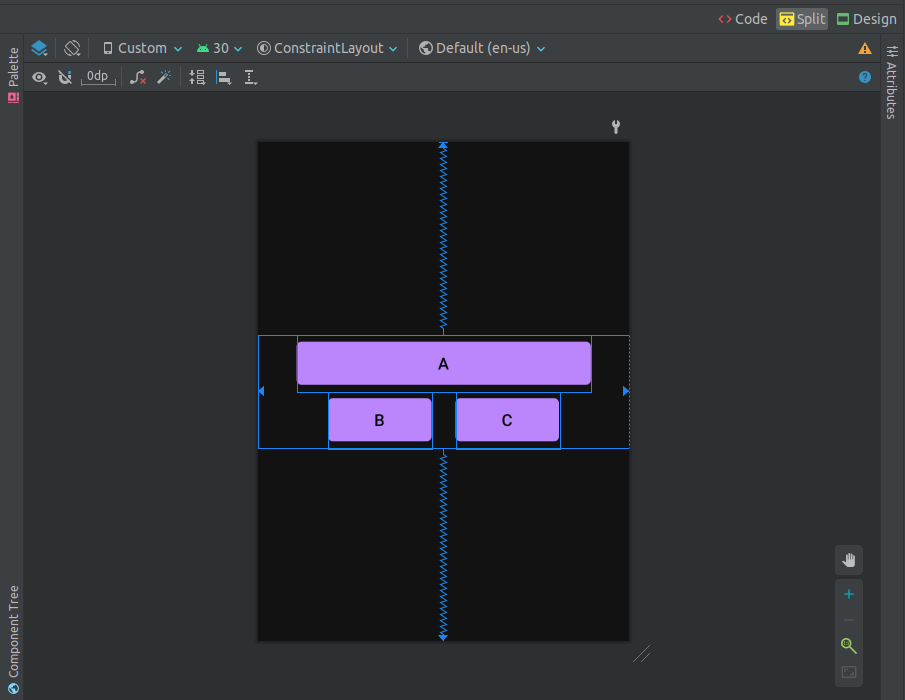 Code Split Design
Palette
Custom 30 ConstraintLayout Default (en-us)
0dp
Attributes
A
B C
Component Tree